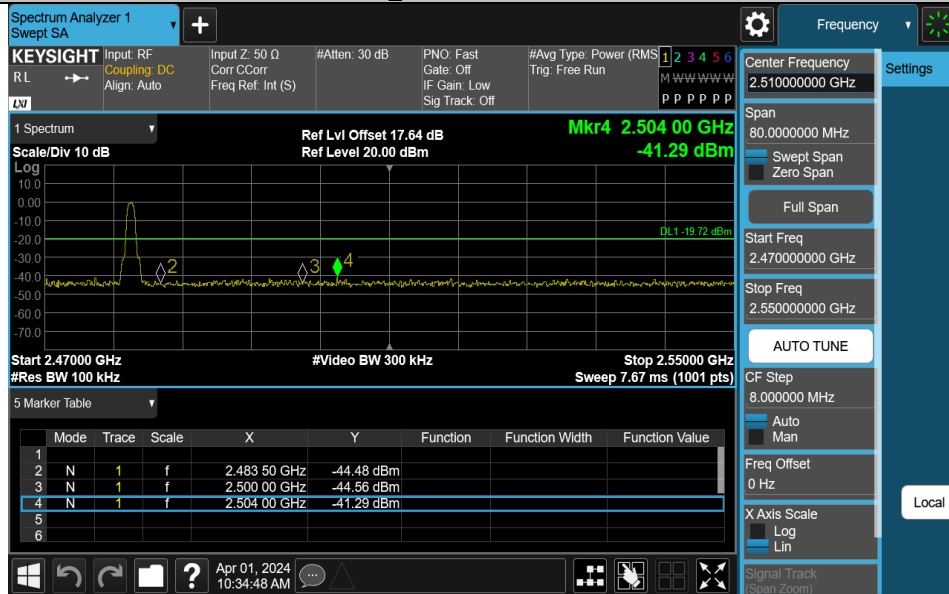 Spectrum Analyzer 1
Swept SA
Frequency
KEYSIGHT
RL
LXI
Input: RF
Coupling: DC
Align: Auto
Input Z: 50 Ω
Corr CCorr
Freq Ref: Int (S)
#Atten: 30 dB
PNO: Fast
Gate: Off
IF Gain: Low
Sig Track: Off
#Avg Type: Power (RMS
Trig: Free Run
1 2 3 4 5 6
M W W W W W
P P P P P P
1 Spectrum
Scale/Div 10 dB
Ref Lvl Offset 17.64 dB
Ref Level 20.00 dBm
Mkr4 2.504 00 GHz
-41.29 dBm
Log
10.0
0.00
-10.0
-20.0
-30.0
-40.0
-50.0
-60.0
-70.0
DL1 -19.72 dBm
2
3
4
Start 2.47000 GHz
#Video BW 300 kHz
Stop 2.55000 GHz
#Res BW 100 kHz
Sweep 7.67 ms (1001 pts)
5 Marker Table
Mode Trace Scale X Y Function Function Width Function Value
1
2 N 1 f 2.483 50 GHz -44.48 dBm
3 N 1 f 2.500 00 GHz -44.56 dBm
4 N 1 f 2.504 00 GHz -41.29 dBm
5
6
?
Apr 01, 2024
10:34:48 AM
Center Frequency
2.510000000 GHz
Settings
Span
80.0000000 MHz
Swept Span
Zero Span
Full Span
Start Freq
2.470000000 GHz
Stop Freq
2.550000000 GHz
AUTO TUNE
CF Step
8.000000 MHz
Auto
Man
Freq Offset
0 Hz
Local
X Axis Scale
Log
Lin
Signal Track
(Span Zoom)